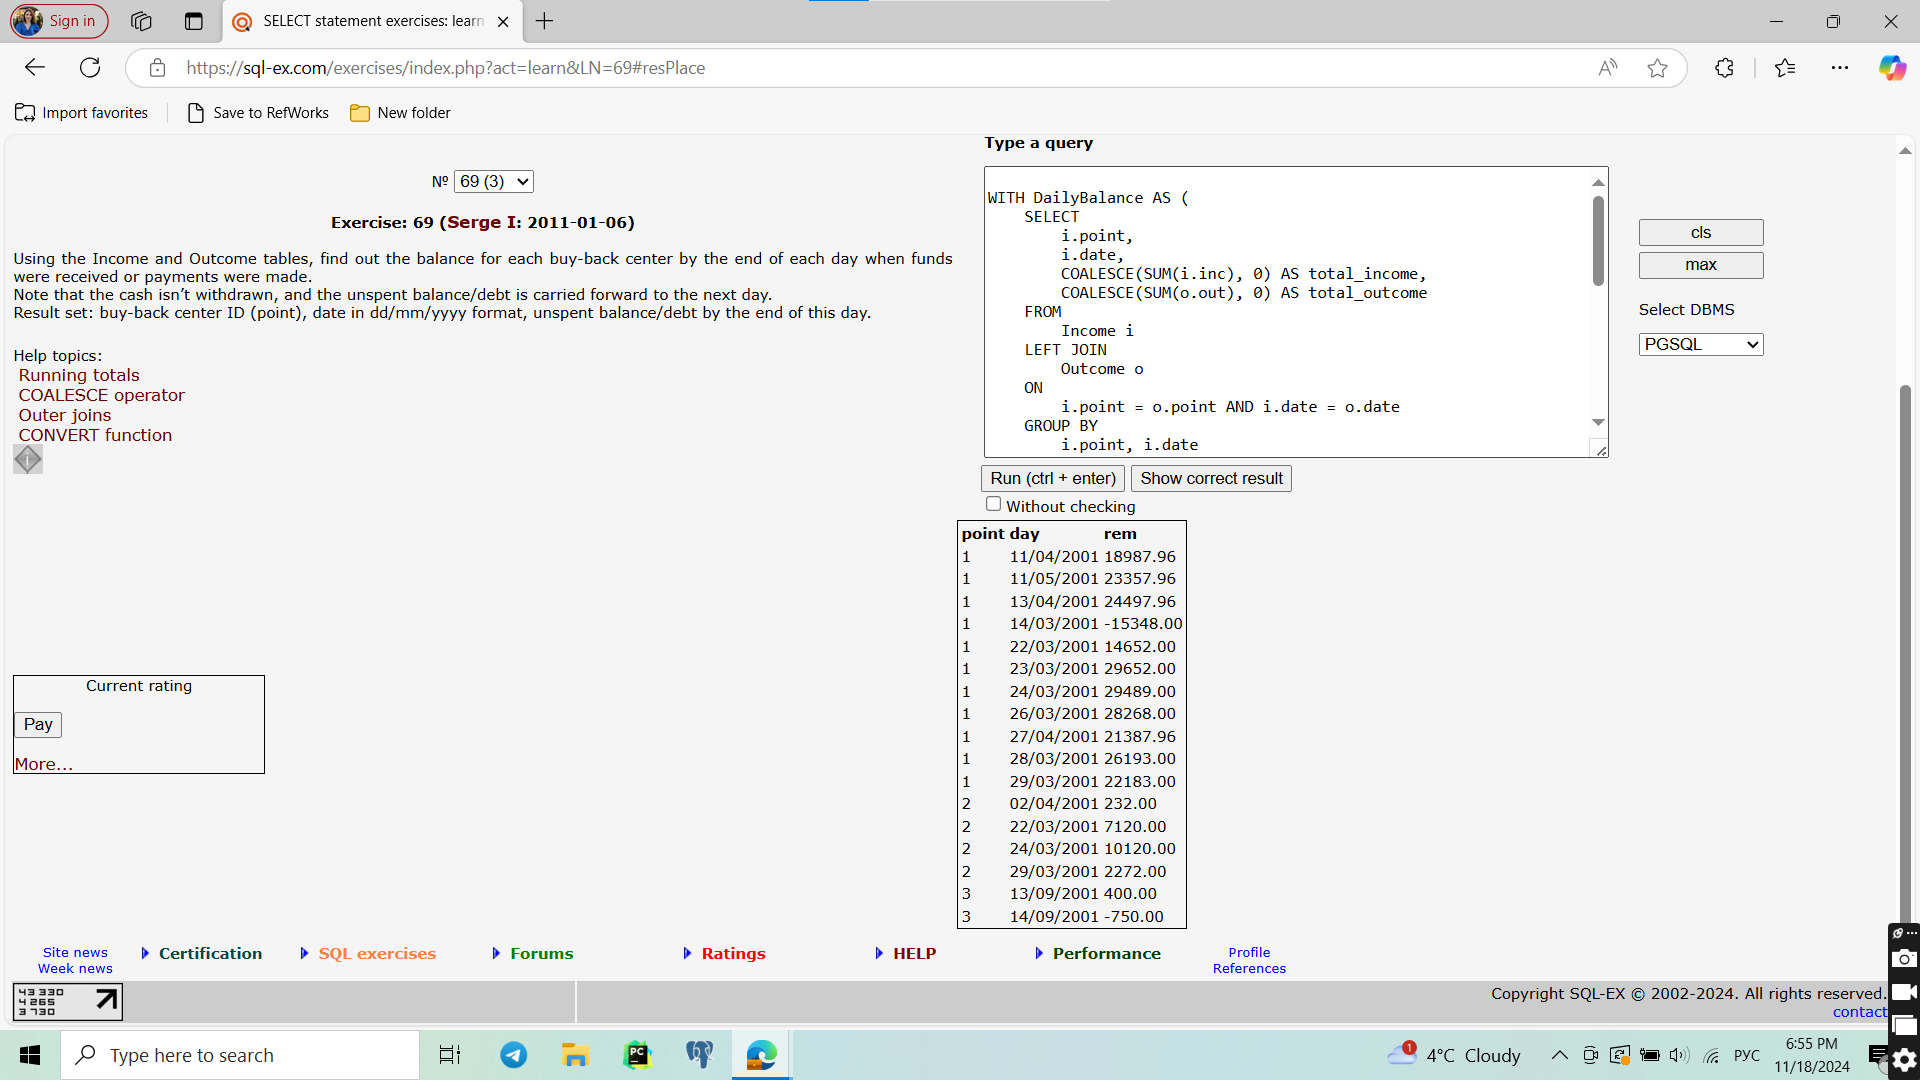 Sign in
SELECT statement exercises: learn
https://sql-ex.com/exercises/index.php?act=learn&LN=69#resPlace
Import favorites
Save to RefWorks
New folder
Nº 69 (3)
Exercise: 69 (Serge I: 2011-01-06)
Using the Income and Outcome tables, find out the balance for each buy-back center by the end of each day when funds
were received or payments were made.
Note that the cash isn’t withdrawn, and the unspent balance/debt is carried forward to the next day.
Result set: buy-back center ID (point), date in dd/mm/yyyy format, unspent balance/debt by the end of this day.
Help topics:
Running totals
COALESCE operator
Outer joins
CONVERT function
Current rating
Pay
More...
Type a query
WITH DailyBalance AS (
SELECT
i.point,
i.date,
COALESCE(SUM(i.inc), 0) AS total_income,
COALESCE(SUM(o.out), 0) AS total_outcome
FROM
Income i
LEFT JOIN
Outcome o
ON
i.point = o.point AND i.date = o.date
GROUP BY
i.point, i.date
cls
max
Select DBMS
PGSQL
Run (ctrl + enter)
Show correct result
Without checking
point day rem
1 11/04/2001 18987.96
1 11/05/2001 23357.96
1 13/04/2001 24497.96
1 14/03/2001 -15348.00
1 22/03/2001 14652.00
1 23/03/2001 29652.00
1 24/03/2001 29489.00
1 26/03/2001 28268.00
1 27/04/2001 21387.96
1 28/03/2001 26193.00
1 29/03/2001 22183.00
2 02/04/2001 232.00
2 22/03/2001 7120.00
2 24/03/2001 10120.00
2 29/03/2001 2272.00
3 13/09/2001 400.00
3 14/09/2001 -750.00
Site news
Week news
Certification
SQL exercises
Forums
Ratings
HELP
Performance
Profile
References
43 330
4 265
3 730
Copyright SQL-EX © 2002-2024. All rights reserved.
contact
Type here to search
PC
1
4°C Cloudy
РУС
6:55 PM
11/18/2024